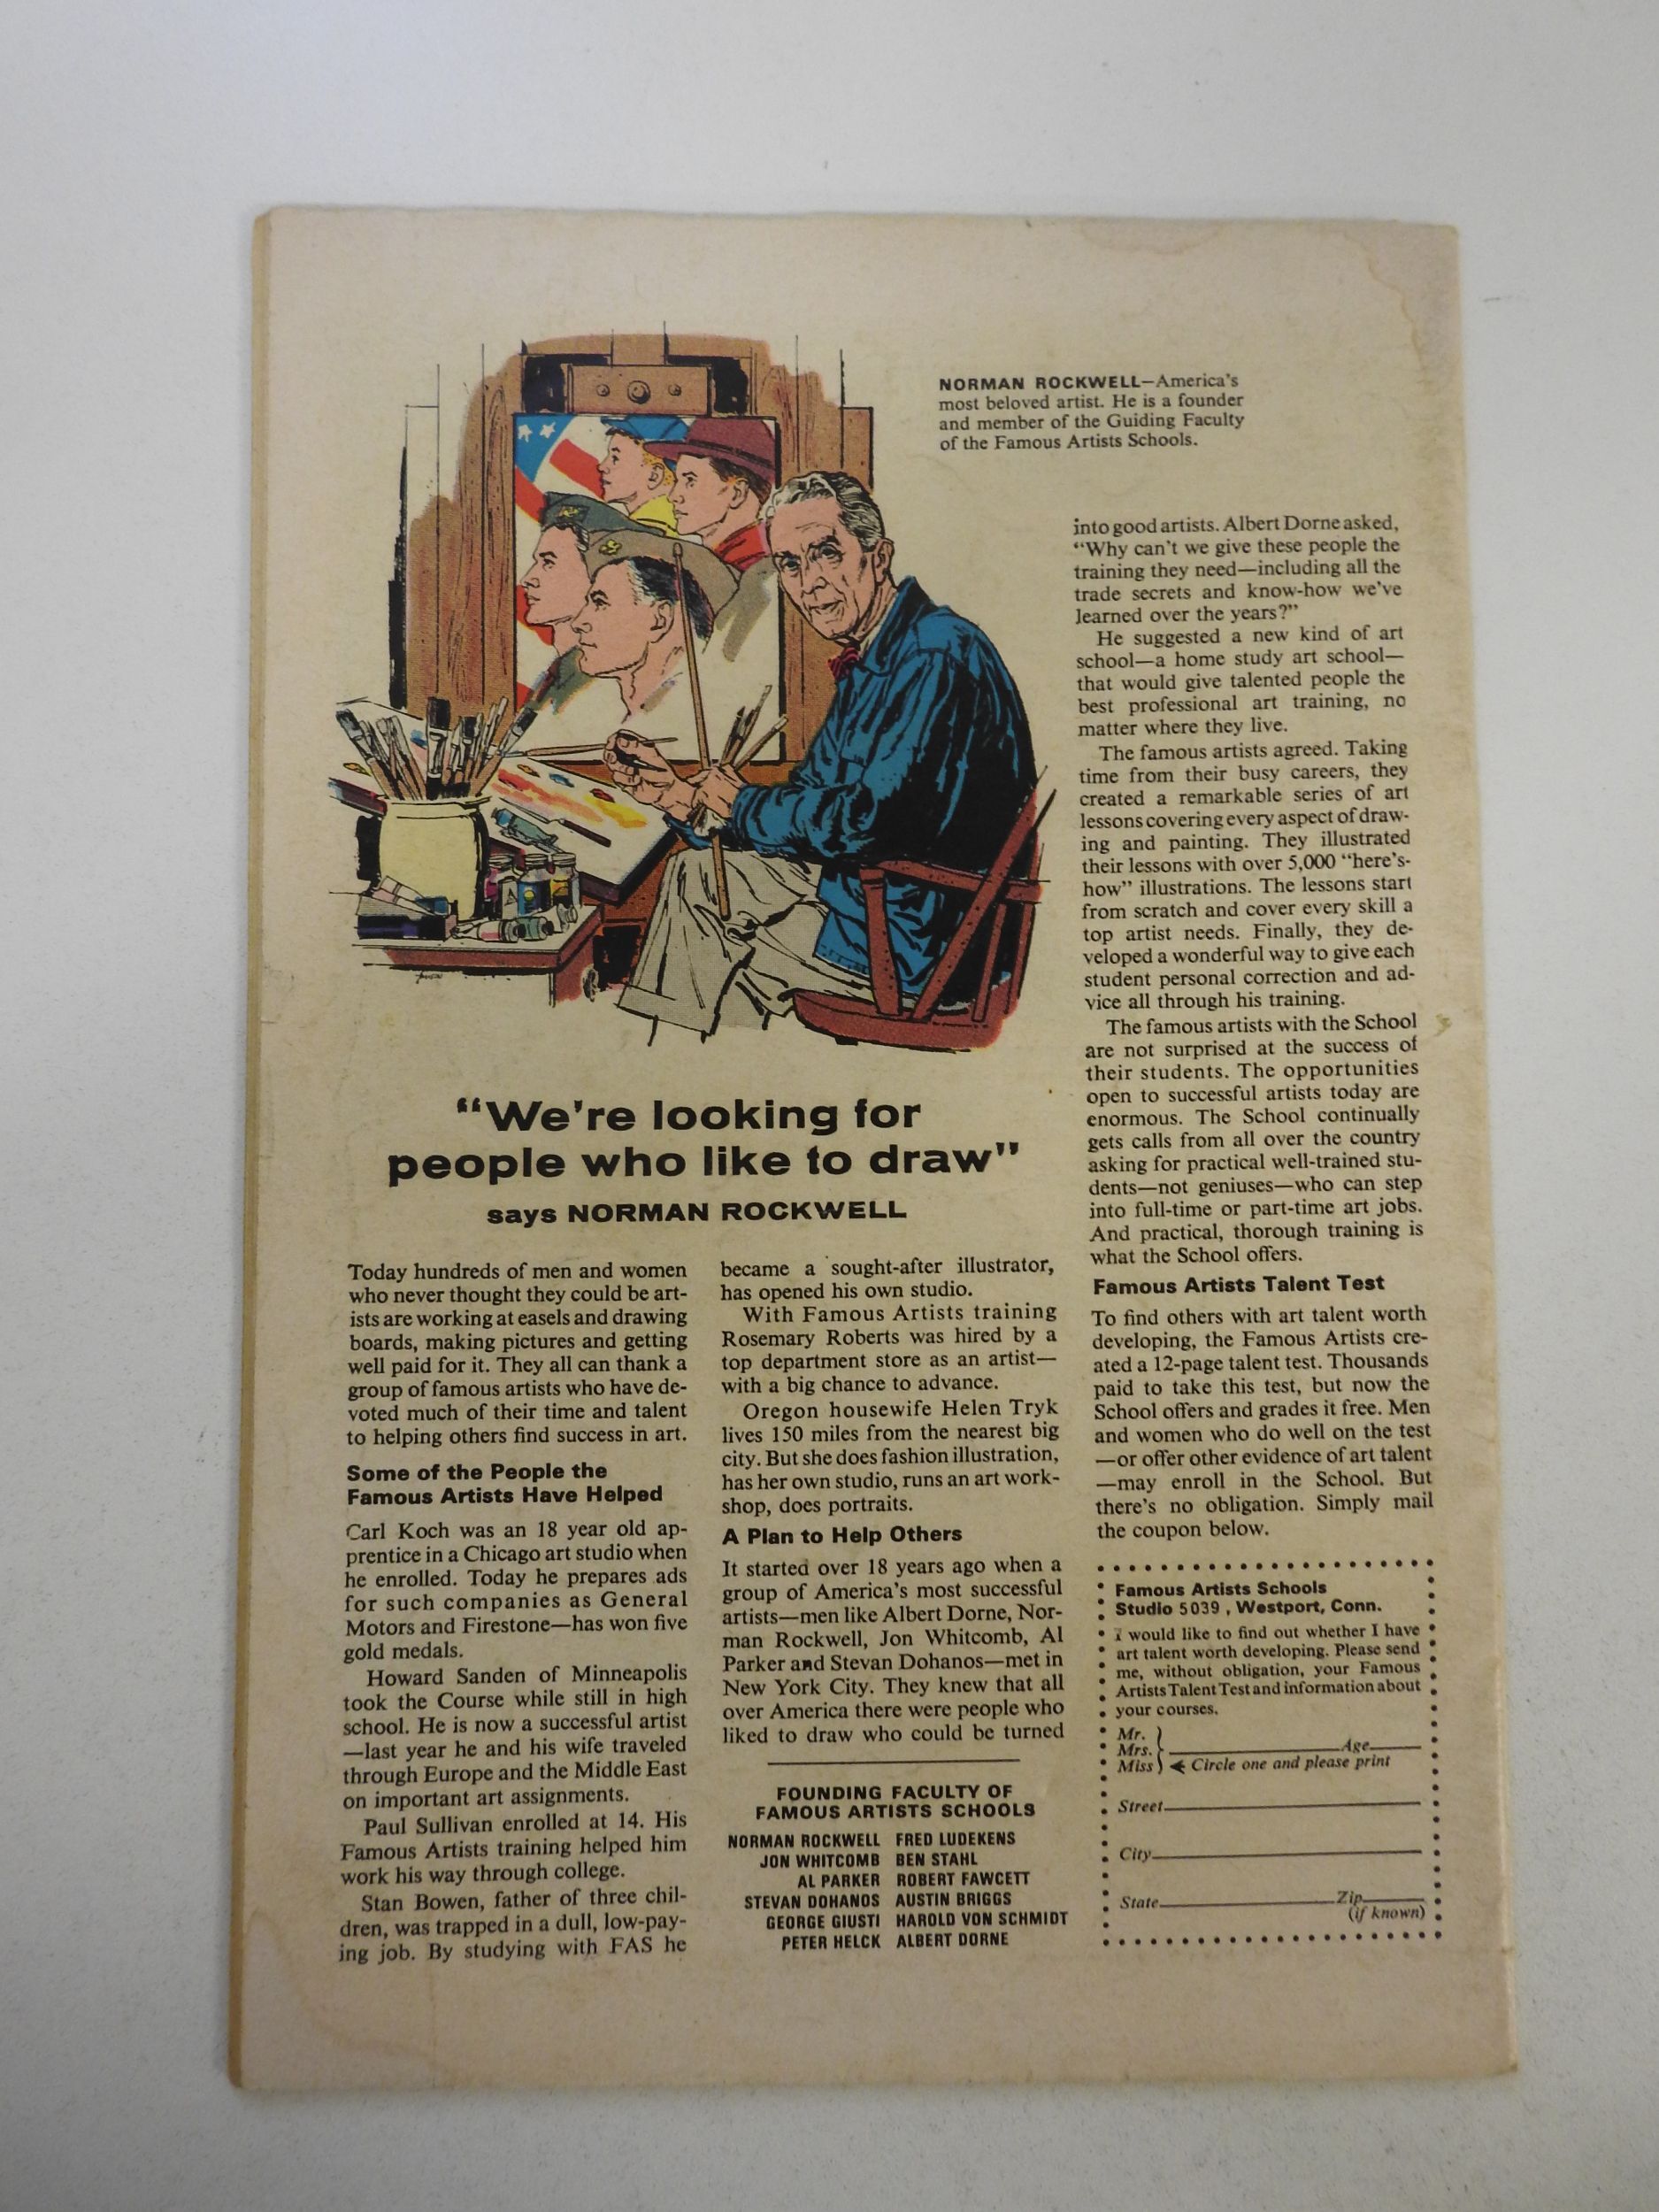 NORMAN ROCKWELL—America's
most beloved artist. He is a founder
and member of the Guiding Faculty
of the Famous Artists Schools.
"We're looking for
people who like to draw"
says NORMAN ROCKWELL
Today hundreds of men and women
who never thought they could be art-
ists are working at easels and drawing
boards, making pictures and getting
well paid for it. They all can thank a
group of famous artists who have de-
voted much of their time and talent
to helping others find success in art.
Some of the People the
Famous Artists Have Helped
Carl Koch was an 18 year old ap-
prentice in a Chicago art studio when
he enrolled. Today he prepares ads
for such companies as General
Motors and Firestone—has won five
gold medals.
Howard Sanden of Minneapolis
took the Course while still in high
school. He is now a successful artist
—last year he and his wife traveled
through Europe and the Middle East
on important art assignments.
Paul Sullivan enrolled at 14. His
Famous Artists training helped him
work his way through college.
Stan Bowen, father of three chil-
dren, was trapped in a dull, low-pay-
ing job. By studying with FAS he
became a sought-after illustrator,
has opened his own studio.
With Famous Artists training
Rosemary Roberts was hired by a
top department store as an artist—
with a big chance to advance.
Oregon housewife Helen Tryk
lives 150 miles from the nearest big
city. But she does fashion illustration,
has her own studio, runs an art work-
shop, does portraits.
A Plan to Help Others
It started over 18 years ago when a
group of America's most successful
artists—men like Albert Dorne, Nor-
man Rockwell, Jon Whitcomb, Al
Parker and Stevan Dohanos—met in
New York City. They knew that all
over America there were people who
liked to draw who could be turned
FOUNDING FACULTY OF
FAMOUS ARTISTS SCHOOLS
NORMAN ROCKWELL FRED LUDEKENS
JON WHITCOMB BEN STAHL
AL PARKER ROBERT FAWCETT
STEVAN DOHANOS AUSTIN BRIGGS
GEORGE GIUSTI HAROLD VON SCHMIDT
PETER HELCK ALBERT DORNE
into good artists. Albert Dorne asked,
"Why can't we give these people the
training they need—including all the
trade secrets and know-how we've
learned over the years?"
He suggested a new kind of art
school—a home study art school—
that would give talented people the
best professional art training, no
matter where they live.
The famous artists agreed. Taking
time from their busy careers, they
created a remarkable series of art
lessons covering every aspect of draw-
ing and painting. They illustrated
their lessons with over 5,000 "here's-
how" illustrations. The lessons start
from scratch and cover every skill a
top artist needs. Finally, they de-
veloped a wonderful way to give each
student personal correction and ad-
vice all through his training.
The famous artists with the School
are not surprised at the success of
their students. The opportunities
open to successful artists today are
enormous. The School continually
gets calls from all over the country
asking for practical well-trained stu-
dents—not geniuses—who can step
into full-time or part-time art jobs.
And practical, thorough training is
what the School offers.
Famous Artists Talent Test
To find others with art talent worth
developing, the Famous Artists cre-
ated a 12-page talent test. Thousands
paid to take this test, but now the
School offers and grades it free. Men
and women who do well on the test
—or offer other evidence of art talent
—may enroll in the School. But
there's no obligation. Simply mail
the coupon below.
Famous Artists Schools
Studio 5039 , Westport, Conn.
I would like to find out whether I have
art talent worth developing. Please send
me, without obligation, your Famous
Artists Talent Test and information about
your courses.
Mr.
Mrs. Age
Miss Circle one and please print
Street
City
State Zip
(if known)